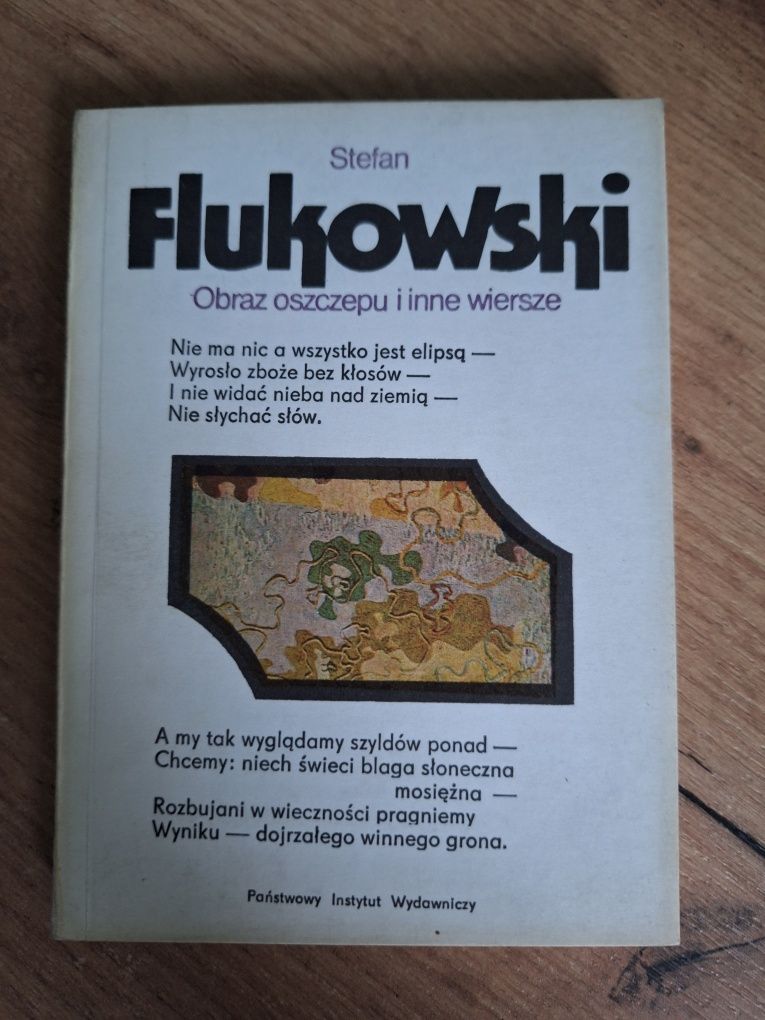 Stefan
Flukowski
Obraz oszczepu i inne wiersze
Nie ma nic a wszystko jest elipsą —
Wyrosło zboże bez kłosów —
I nie widać nieba nad ziemią —
Nie słychać słów.
A my tak wyglądamy szyldów ponad —
Chcemy: niech świeci blaga słoneczna
mosiężna —
Rozbujani w wieczności pragniemy
Wyniku — dojrzałego winnego grona.
Państwowy Instytut Wydawniczy